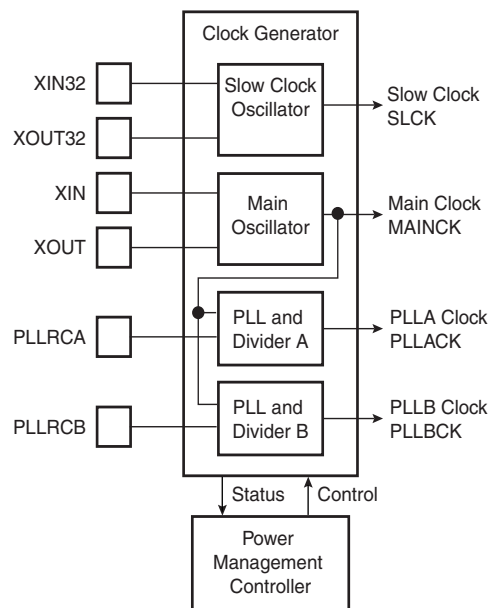 Clock Generator
XIN32
Slow Clock
Oscillator
Slow Clock
SLCK
XOUT32
XIN
Main
Oscillator
Main Clock
MAINCK
XOUT
PLLRCA
PLL and
Divider A
PLLA Clock
PLLACK
PLLRCB
PLL and
Divider B
PLLB Clock
PLLBCK
Status
Control
Power
Management
Controller